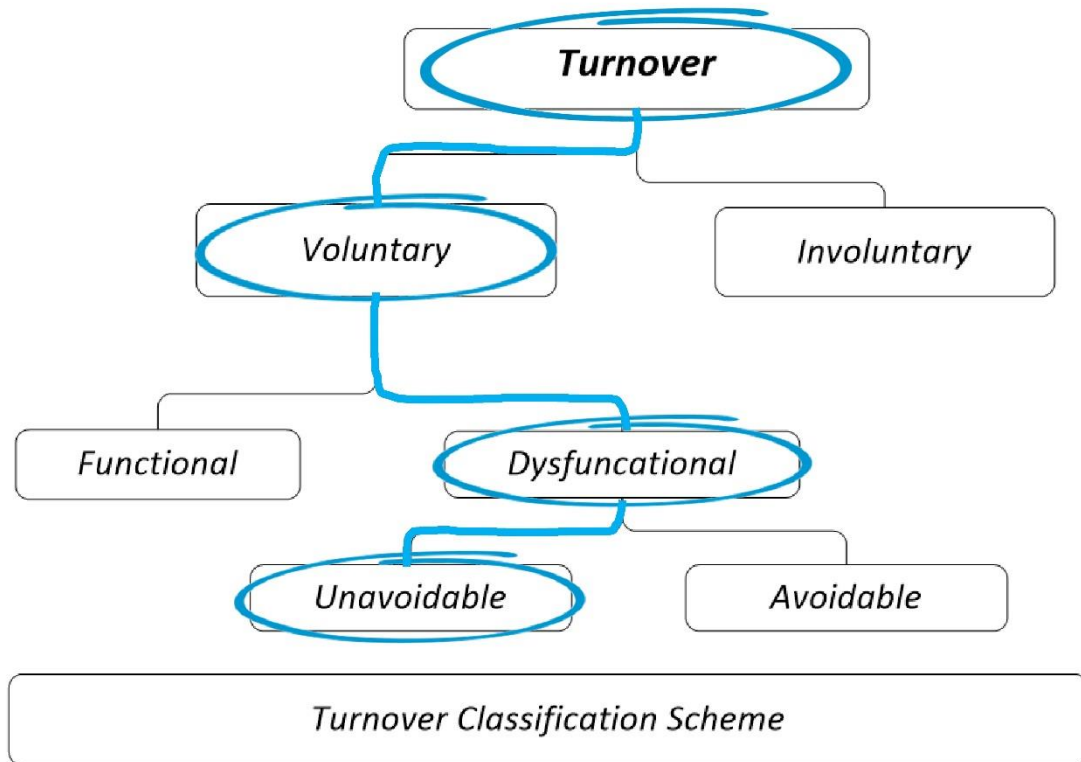 Turnover
Voluntary
Involuntary
Functional
Dysfuncational
Unavoidable
Avoidable
Turnover Classification Scheme